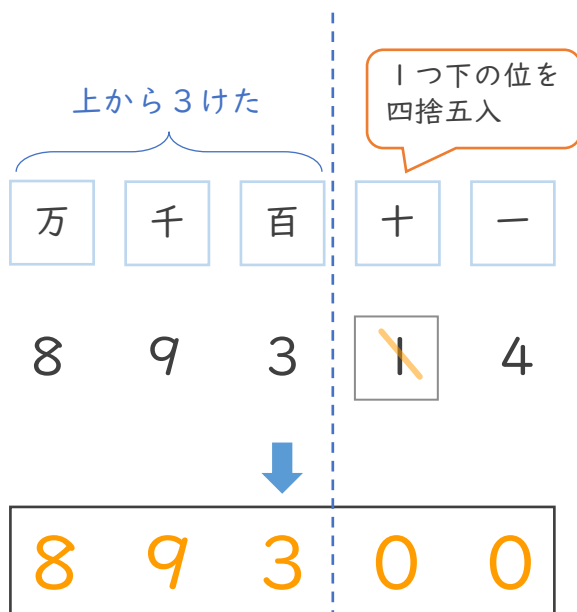 1つ下の位を
四捨五入
上から3けた
万 千 百 十 一
8 9 3 1 4
8 9 3 0 0